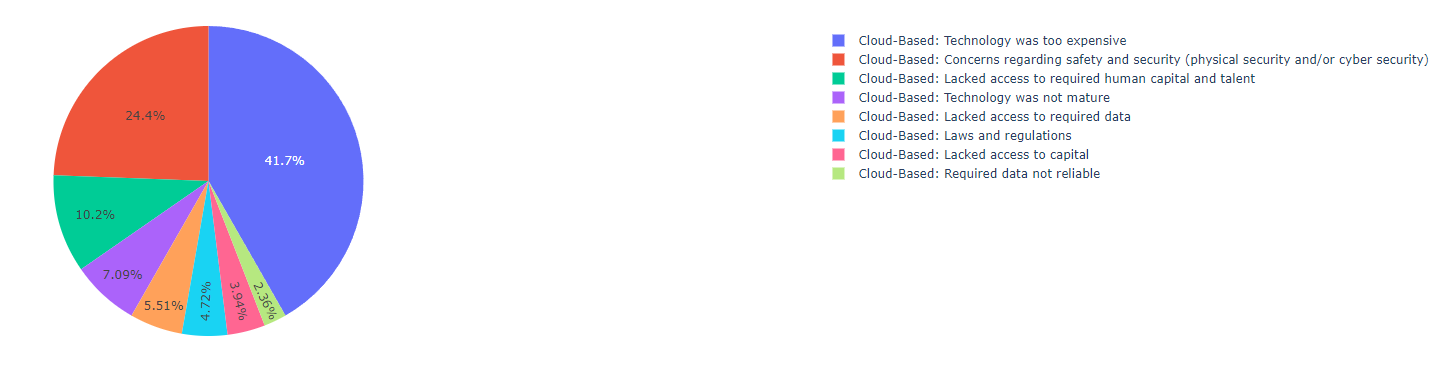 24.4%
41.7%
10.2%
7.09%
5.51%
4.72%
3.94%
2.36%
Cloud-Based: Technology was too expensive
Cloud-Based: Concerns regarding safety and security (physical security and/or cyber security)
Cloud-Based: Lacked access to required human capital and talent
Cloud-Based: Technology was not mature
Cloud-Based: Lacked access to required data
Cloud-Based: Laws and regulations
Cloud-Based: Lacked access to capital
Cloud-Based: Required data not reliable